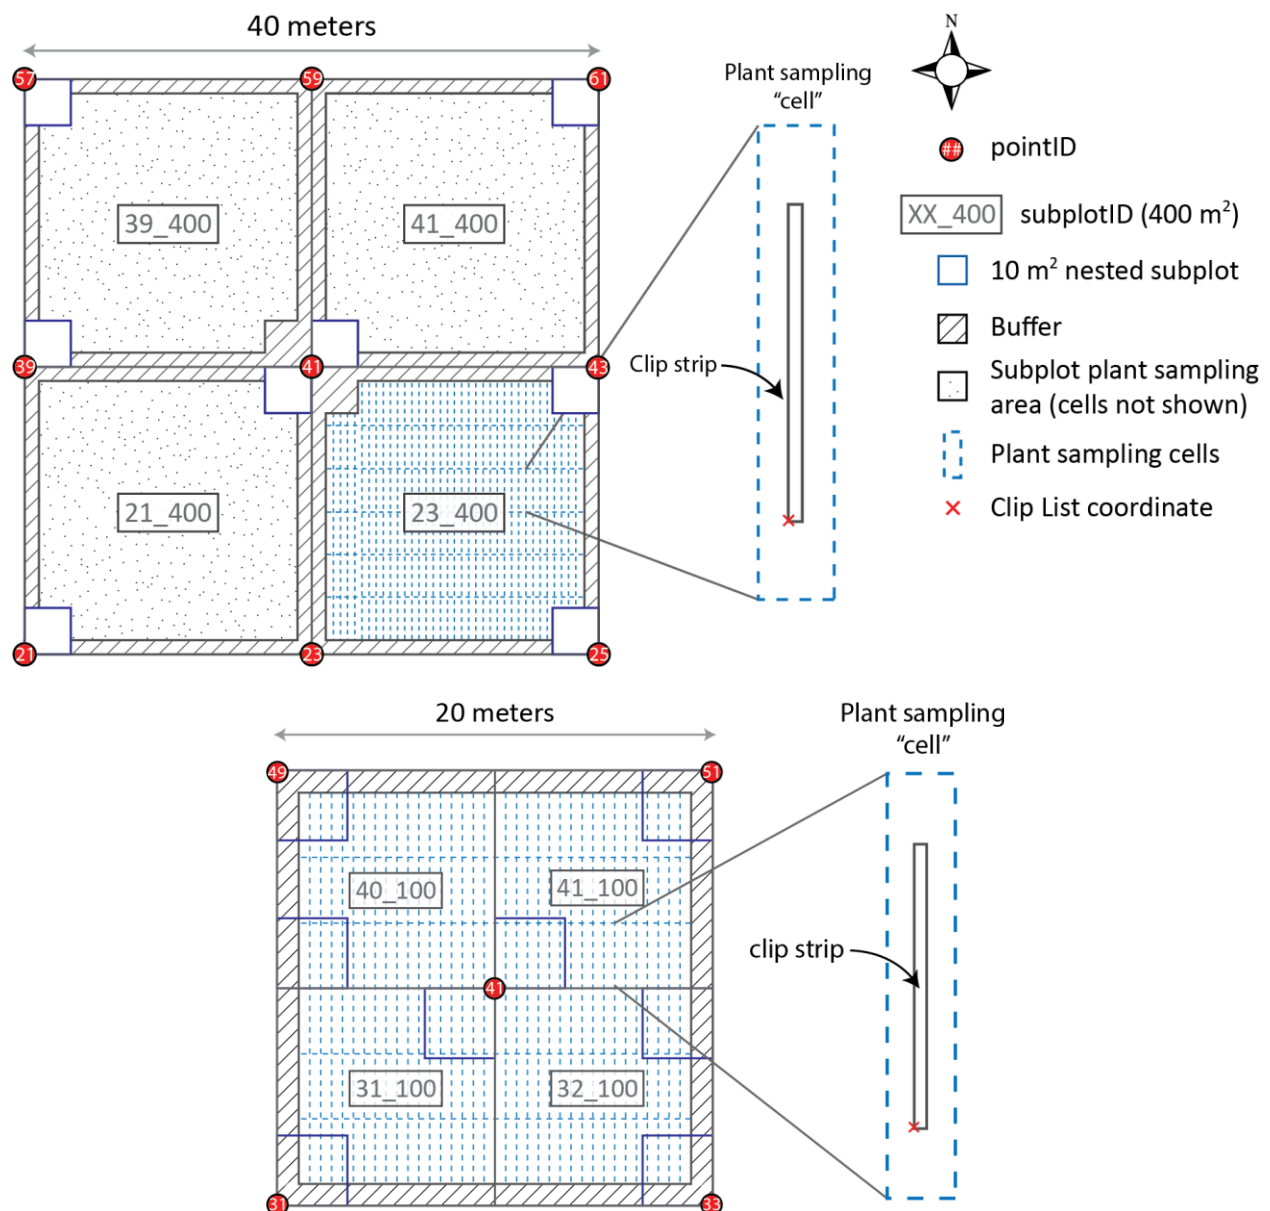 40 meters
57
59
61
39_400
41_400
39
41
43
21_400
23_400
21
23
25
Plant sampling
“cell”
Clip strip
N
## pointID
XX_400 subplotID (400 m²)
10 m² nested subplot
Buffer
Subplot plant sampling
area (cells not shown)
Plant sampling cells
Clip List coordinate
20 meters
49
51
40_100
41_100
41
31_100
32_100
31
33
Plant sampling
“cell”
clip strip